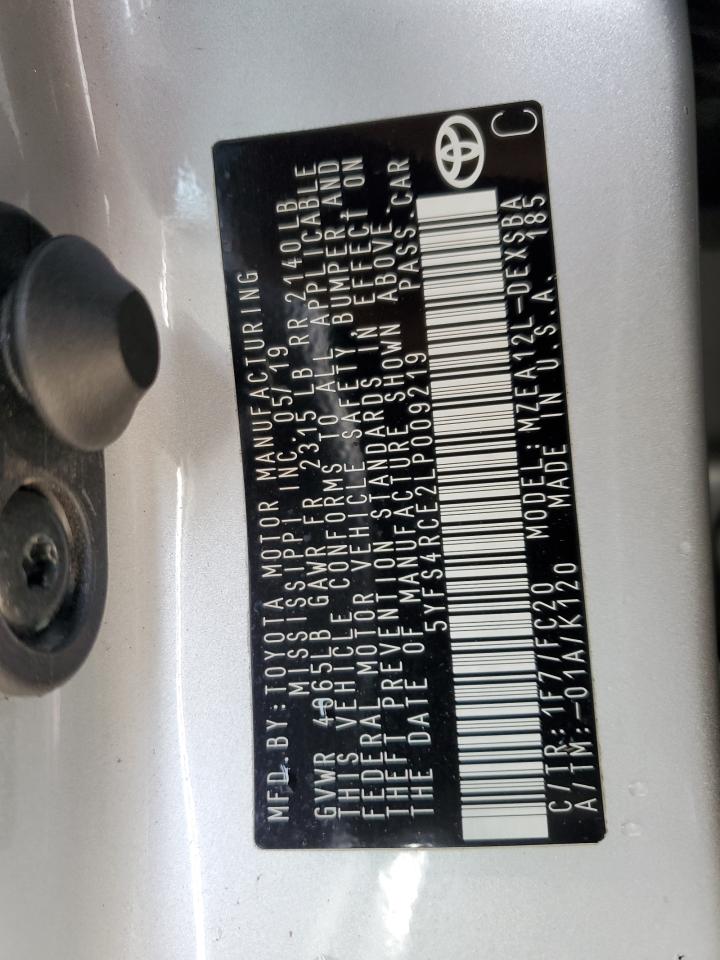 MFD. BY: TOYOTA MOTOR MANUFACTURING
MISSISSIPPI INC. 05/19
GVWR 4065LB GAWR FR 2315 LB RR 2140LB
THIS VEHICLE CONFORMS TO ALL APPLICABLE
FEDERAL MOTOR VEHICLE SAFETY, BUMPER, AND
THEFT PREVENTION STANDARDS IN EFFECT ON
THE DATE OF MANUFACTURE SHOWN ABOVE.
5YFS4RCE2LP009219 PASS. CAR
C
C/TR: 1F7/FC20 MODEL: MZEA12L-DEXSBA
A/TM: -01A/K120 MADE IN U.S.A. 185